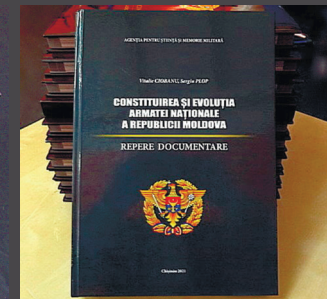 AGENȚIA PENTRU ȘTIINȚĂ ȘI MEMORIE MILITARĂ
Vitalie CIOBANU, Sergiu PLOP
CONSTITUIREA ȘI EVOLUȚIA
ARMATEI NAȚIONALE
A REPUBLICII MOLDOVA
REPERE DOCUMENTARE